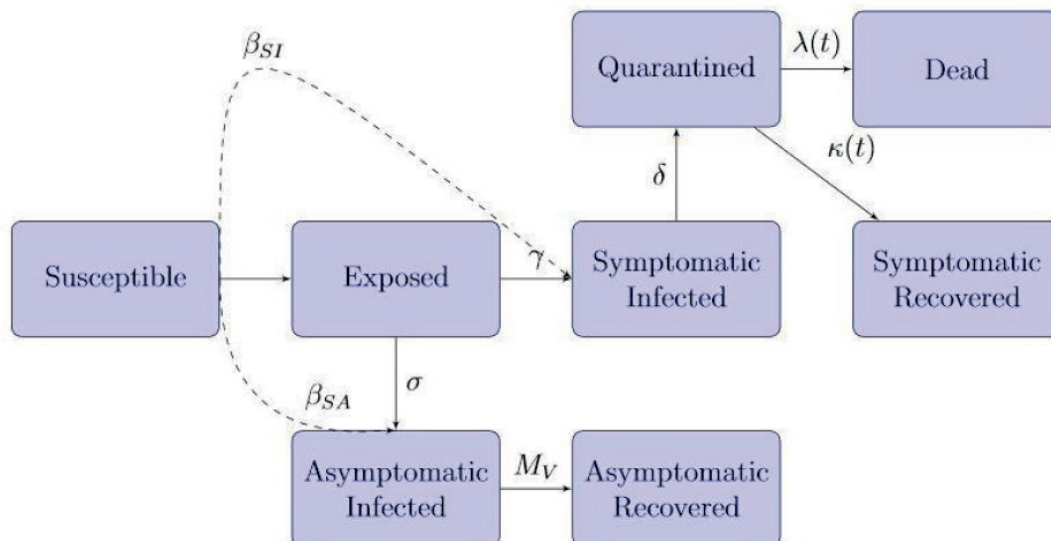 β_SI
Quarantined
λ(t)
Dead
κ(t)
δ
Susceptible
Exposed
γ
Symptomatic
Infected
Symptomatic
Recovered
β_SA
σ
Asymptomatic
Infected
M_V
Asymptomatic
Recovered